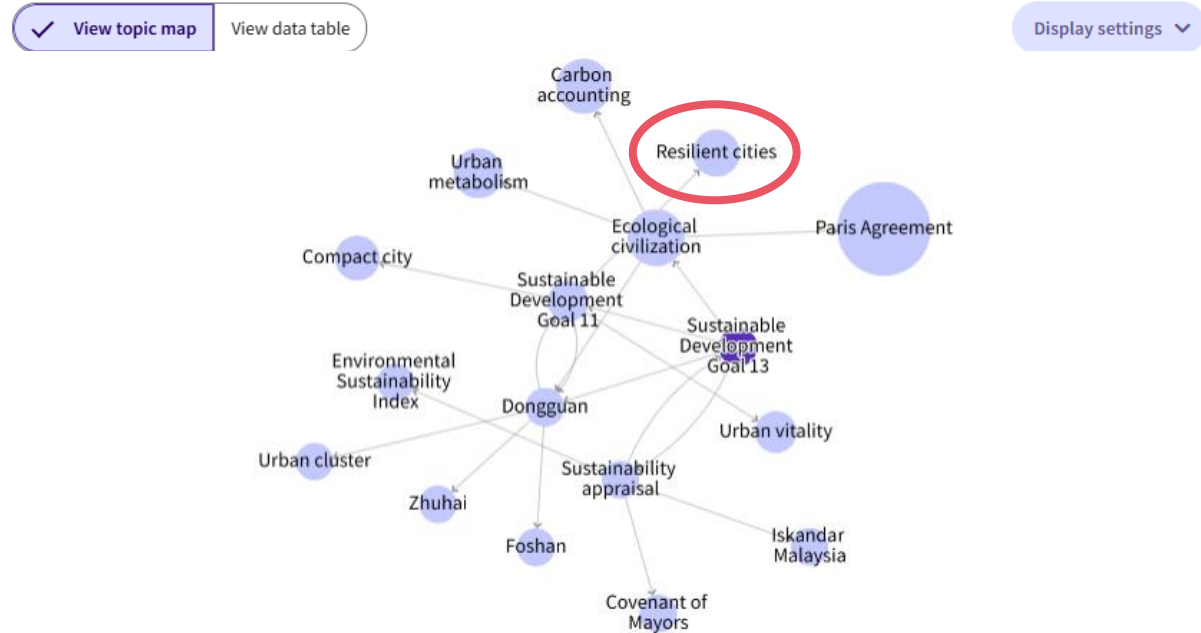 View topic map
View data table
Display settings
Carbon
accounting
Resilient cities
Urban
metabolism
Ecological
civilization
Paris Agreement
Compact city
Sustainable
Development
Goal 11
Sustainable
Development
Goal 13
Environmental
Sustainability
Index
Dongguan
Urban vitality
Urban cluster
Sustainability
appraisal
Zhuhai
Foshan
Iskandar
Malaysia
Covenant of
Mayors